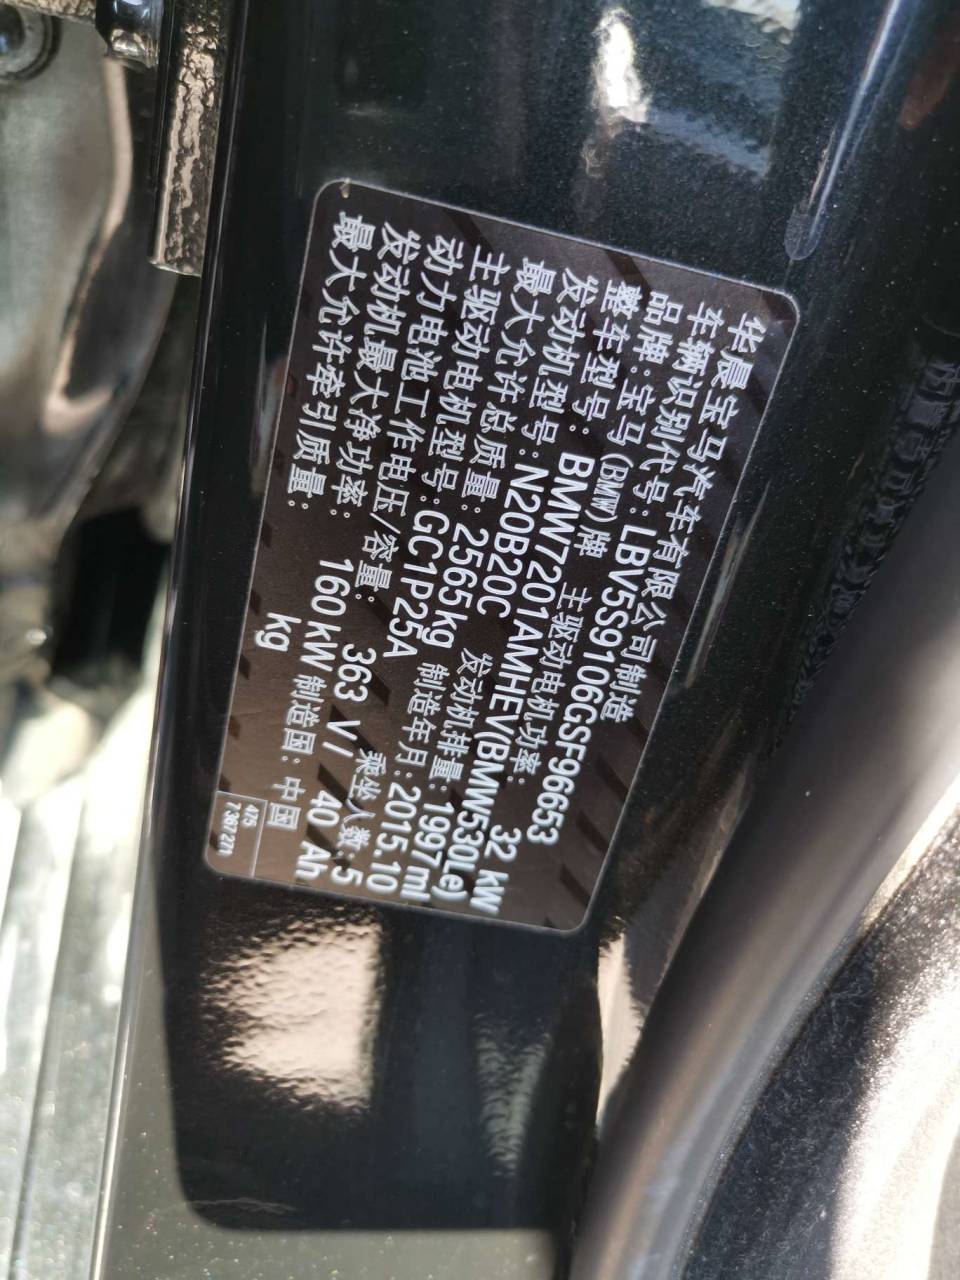 华晨宝马汽车有限公司制造
车辆识别代号: LBV5S9106GSF96653
品牌: 宝马(BMW)牌 主驱动电机功率: 32 kW
整车型号: BMW7201AMHEV(BMW530Le)
发动机型号: N20B20C 发动机排量: 1997ml
最大允许总质量: 2565kg 制造年月: 2015.10
主驱动电机型号: GC1P25A 乘坐人数: 5
动力电池工作电压/容量: 363 V/ 40 Ah
发动机最大净功率: 160kW 制造国: 中国
最大允许牵引质量: kg
475
7 367 271